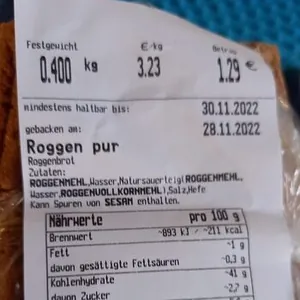 Festgewicht €/kg Betrag
0.400 kg 3.23 1.29 €
mindestens haltbar bis: 30.11.2022
gebacken am: 28.11.2022
Roggen pur
Roggenbrot
Zutaten:
ROGGENMEHL,Wasser,Natursauerteig(ROGGENMEHL,
Wasser,ROGGENVOLLKORNMEHL),Salz,Hefe
Kann Spuren von SESAM enthalten.
Nährwerte pro 100 g
Brennwert ~893 kJ / ~211 kcal
Fett ~1 g
davon gesättigte Fettsäuren ~0,3 g
Kohlenhydrate ~41 g
davon Zucker ~2,7 g